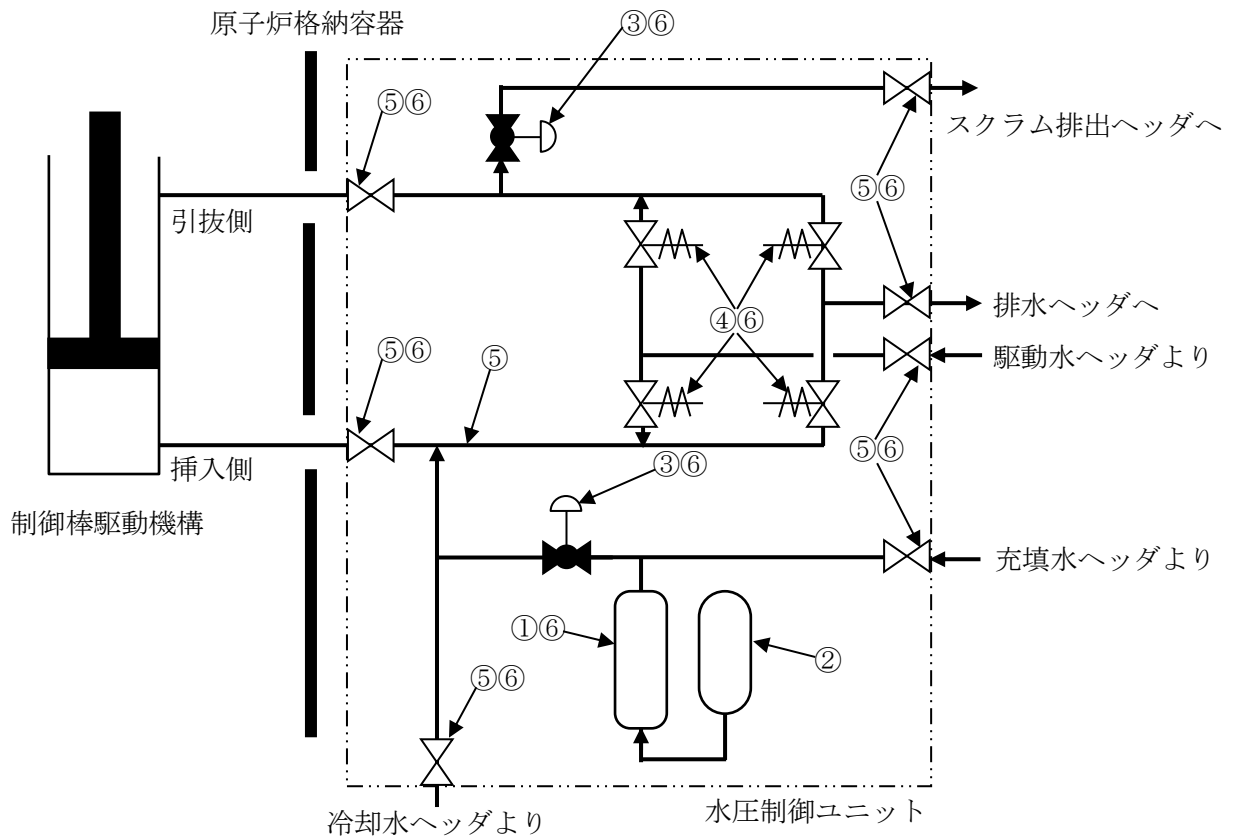 原子炉格納容器
③⑥
⑤⑥
スクラム排出ヘッダへ
⑤⑥
引抜側
排水ヘッダへ
④⑥
駆動水ヘッダより
⑤⑥
⑤
⑤⑥
挿入側
③⑥
制御棒駆動機構
充填水ヘッダより
①⑥
②
⑤⑥
水圧制御ユニット
冷却水ヘッダより